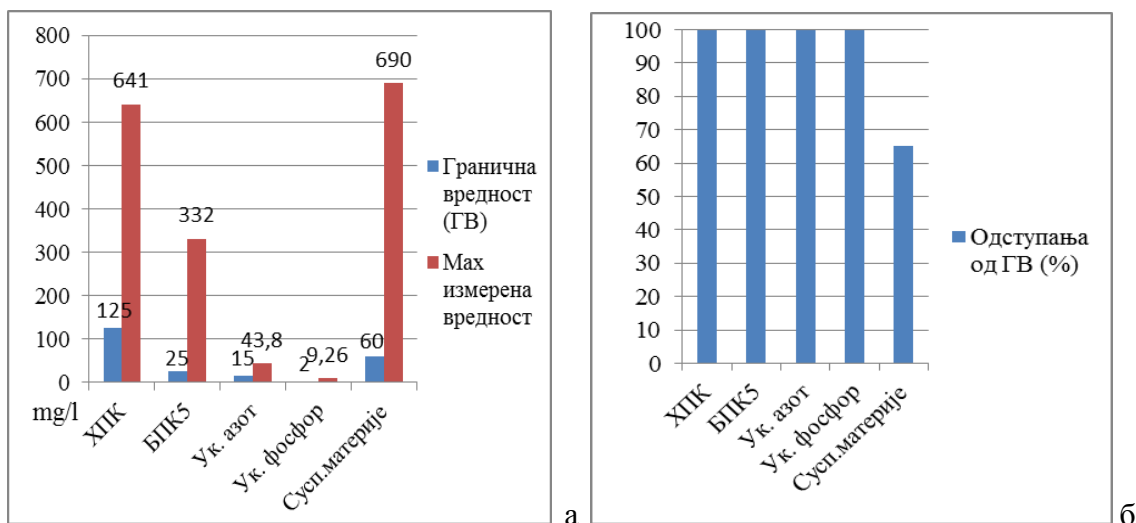 800
700
600
500
400
300
200
100
0
mg/l
641
125
332
25
43,8
15
9,26
2
690
60
ХПК
БПК5
Ук. азот
Ук. фосфор
Сусп.материје
Гранична
вредност
(ГВ)
Max
измерена
вредност
а
100
90
80
70
60
50
40
30
20
10
0
ХПК
БПК5
Ук. азот
Ук. фосфор
Сусп.материје
Одступања
од ГВ (%)
б